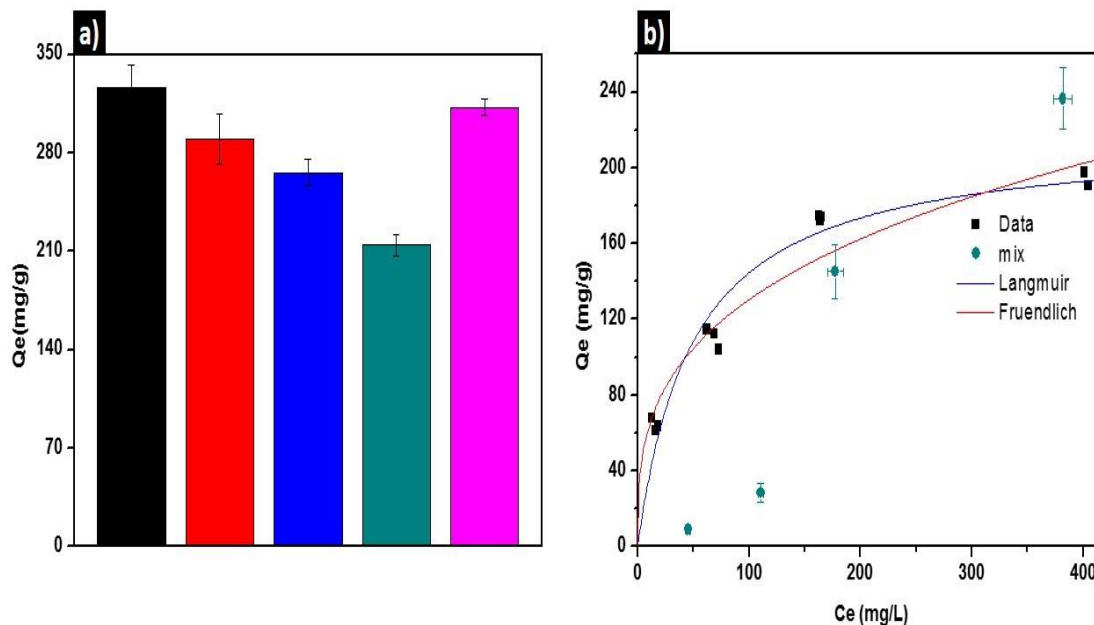 a)
350
280
210
140
70
0
Qe(mg/g)
b)
240
200
160
120
80
40
0
Qe (mg/g)
Data
mix
Langmuir
Fruendlich
0 100 200 300 400
Ce (mg/L)